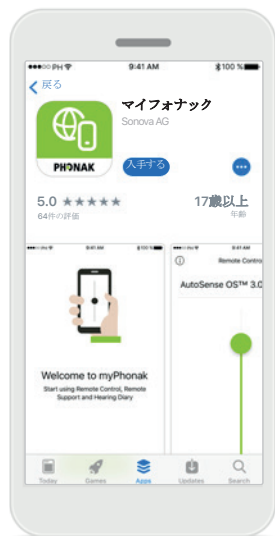 PH 9:41 AM 100 %
戻る
マイフォナック
Sonova AG
PHONAK
入手する
5.0 ★★★★★
64件の評価
17歳以上
年齢
9:41 AM
Welcome to myPhonak
Start using Remote Control, Remote
Support and Hearing Diary
Remote Contro
AutoSense OS™ 3.0
Today Games Apps Updates Search